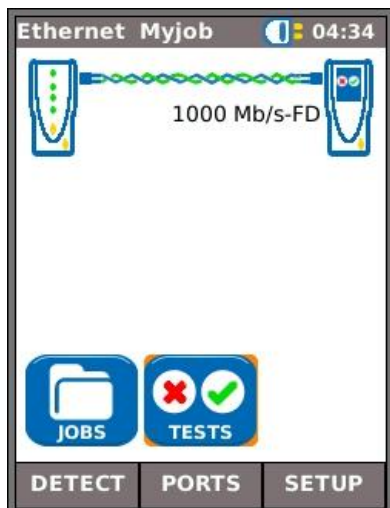 Ethernet Myjob 04:34
1000 Mb/s-FD
JOBS TESTS
DETECT PORTS SETUP